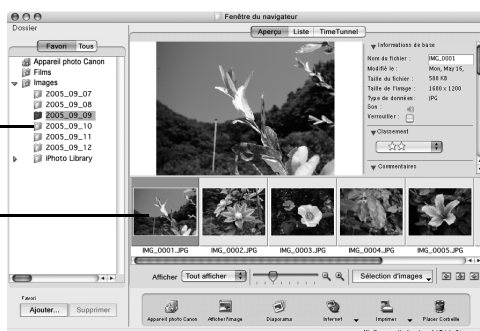 Fenêtre du navigateur
Dossier
Favori Tous
Appareil photo Canon
Films
Images
2005_09_07
2005_09_08
2005_09_09
2005_09_10
2005_09_11
2005_09_12
iPhoto Library
Aperçu Liste TimeTunnel
Informations de base
Nom du fichier : IMG_0001
Modifié le : Mon, May 16,
Taille du fichier : 500 KB
Taille de l'image : 1600 x 1200
Type de données : JPG
Son :
Verrouiller :
Classement
Commentaires
IMG_0001.JPG IMG_0002.JPG IMG_0003.JPG IMG_0004.JPG IMG_0005.JPG
Afficher Tout afficher Sélection d'images
Favori
Ajouter... Supprimer
Appareil photo Canon Afficher l'image Diaporama Internet Imprimer Placer Corbeille